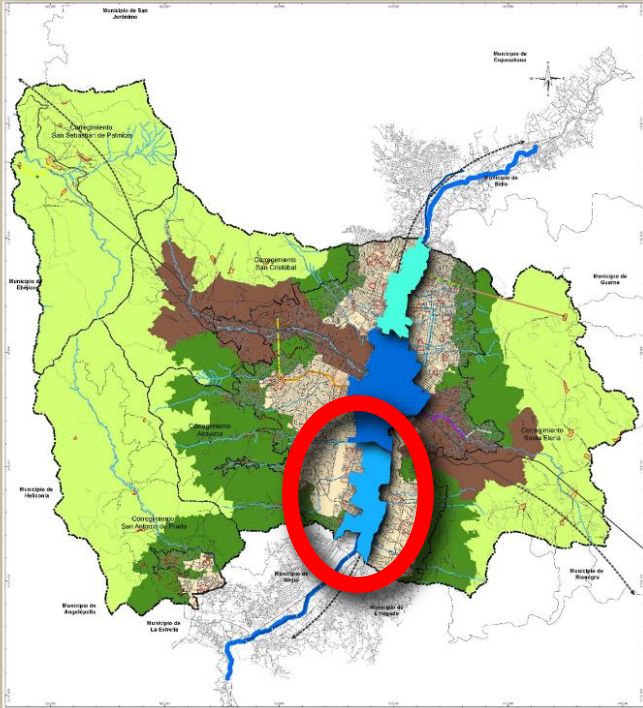 Municipio de San
Jerónimo
Municipio de
Copacabana
Corregimiento
San Sebastián de Palmitas
Municipio de
Bello
Corregimiento
San Cristóbal
Municipio de
Guarne
Municipio de
Ebéjico
Corregimiento
Altavista
Corregimiento
Santa Elena
Municipio de
Heliconia
Corregimiento
San Antonio de Prado
Municipio de
Itagüí
Municipio de
Rionegro
Municipio de
Angelópolis
Municipio de
Envigado
Municipio de
La Estrella